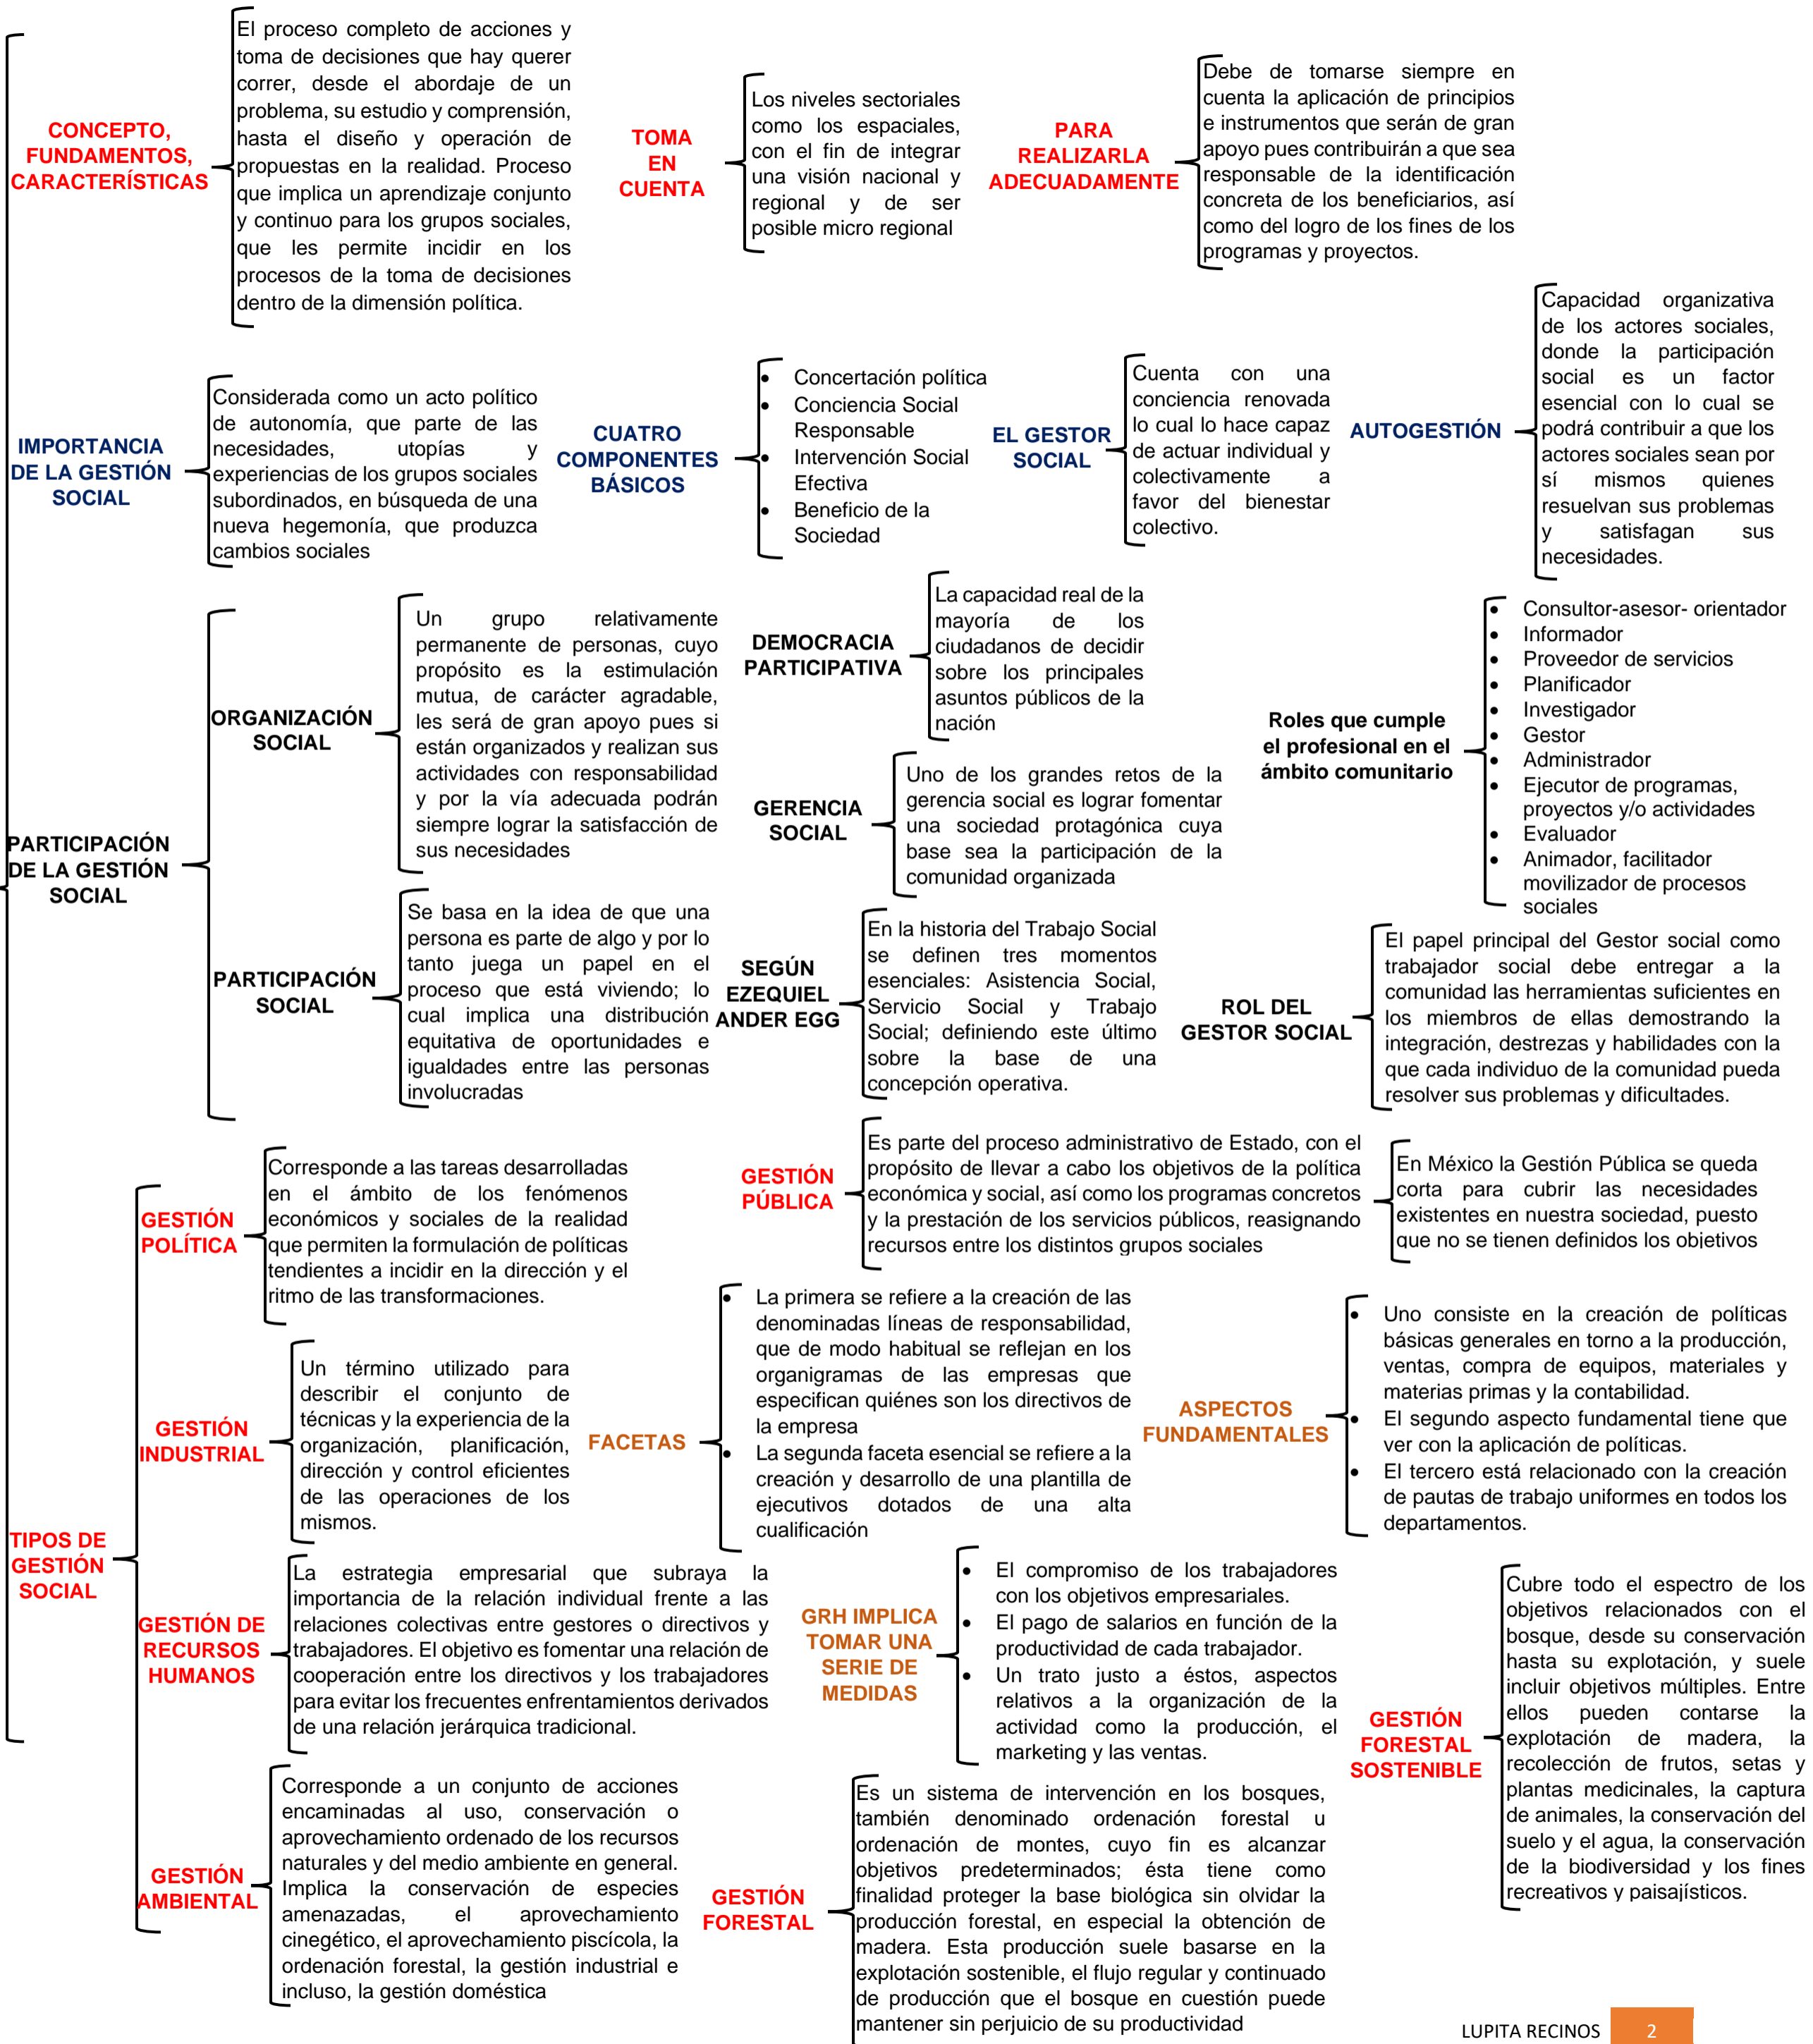 CONCEPTO,
FUNDAMENTOS,
CARACTERÍSTICAS
El proceso completo de acciones y
toma de decisiones que hay querer
correr, desde el abordaje de un
problema, su estudio y comprensión,
hasta el diseño y operación de
propuestas en la realidad. Proceso
que implica un aprendizaje conjunto
y continuo para los grupos sociales,
que les permite incidir en los
procesos de la toma de decisiones
dentro de la dimensión política.
TOMA
EN
CUENTA
Los niveles sectoriales
como los espaciales,
con el fin de integrar
una visión nacional y
regional y de ser
posible micro regional
PARA
REALIZARLA
ADECUADAMENTE
Debe de tomarse siempre en
cuenta la aplicación de principios
e instrumentos que serán de gran
apoyo pues contribuirán a que sea
responsable de la identificación
concreta de los beneficiarios, así
como del logro de los fines de los
programas y proyectos.
IMPORTANCIA
DE LA GESTIÓN
SOCIAL
Considerada como un acto político
de autonomía, que parte de las
necesidades, utopías y
experiencias de los grupos sociales
subordinados, en búsqueda de una
nueva hegemonía, que produzca
cambios sociales
CUATRO
COMPONENTES
BÁSICOS
• Concertación política
• Conciencia Social
Responsable
• Intervención Social
Efectiva
• Beneficio de la
Sociedad
EL GESTOR
SOCIAL
Cuenta con una
conciencia renovada
lo cual lo hace capaz
de actuar individual y
colectivamente a
favor del bienestar
colectivo.
AUTOGESTIÓN
Capacidad organizativa
de los actores sociales,
donde la participación
social es un factor
esencial con lo cual se
podrá contribuir a que los
actores sociales sean por
sí mismos quienes
resuelvan sus problemas
y satisfagan sus
necesidades.
PARTICIPACIÓN
DE LA GESTIÓN
SOCIAL
ORGANIZACIÓN
SOCIAL
Un grupo relativamente
permanente de personas, cuyo
propósito es la estimulación
mutua, de carácter agradable,
les será de gran apoyo pues si
están organizados y realizan sus
actividades con responsabilidad
y por la vía adecuada podrán
siempre lograr la satisfacción de
sus necesidades
DEMOCRACIA
PARTICIPATIVA
La capacidad real de la
mayoría de los
ciudadanos de decidir
sobre los principales
asuntos públicos de la
nación
GERENCIA
SOCIAL
Uno de los grandes retos de la
gerencia social es lograr fomentar
una sociedad protagónica cuya
base sea la participación de la
comunidad organizada
Roles que cumple
el profesional en el
ámbito comunitario
• Consultor-asesor- orientador
• Informador
• Proveedor de servicios
• Planificador
• Investigador
• Gestor
• Administrador
• Ejecutor de programas,
proyectos y/o actividades
• Evaluador
• Animador, facilitador
movilizador de procesos
sociales
PARTICIPACIÓN
SOCIAL
Se basa en la idea de que una
persona es parte de algo y por lo
tanto juega un papel en el
proceso que está viviendo; lo
cual implica una distribución
equitativa de oportunidades e
igualdades entre las personas
involucradas
SEGÚN
EZEQUIEL
ANDER EGG
En la historia del Trabajo Social
se definen tres momentos
esenciales: Asistencia Social,
Servicio Social y Trabajo
Social; definiendo este último
sobre la base de una
concepción operativa.
ROL DEL
GESTOR SOCIAL
El papel principal del Gestor social como
trabajador social debe entregar a la
comunidad las herramientas suficientes en
los miembros de ellas demostrando la
integración, destrezas y habilidades con la
que cada individuo de la comunidad pueda
resolver sus problemas y dificultades.
TIPOS DE
GESTIÓN
SOCIAL
GESTIÓN
POLÍTICA
Corresponde a las tareas desarrolladas
en el ámbito de los fenómenos
económicos y sociales de la realidad
que permiten la formulación de políticas
tendientes a incidir en la dirección y el
ritmo de las transformaciones.
GESTIÓN
PÚBLICA
Es parte del proceso administrativo de Estado, con el
propósito de llevar a cabo los objetivos de la política
económica y social, así como los programas concretos
y la prestación de los servicios públicos, reasignando
recursos entre los distintos grupos sociales
En México la Gestión Pública se queda
corta para cubrir las necesidades
existentes en nuestra sociedad, puesto
que no se tienen definidos los objetivos
GESTIÓN
INDUSTRIAL
Un término utilizado para
describir el conjunto de
técnicas y la experiencia de la
organización, planificación,
dirección y control eficientes
de las operaciones de los
mismos.
FACETAS
• La primera se refiere a la creación de las
denominadas líneas de responsabilidad,
que de modo habitual se reflejan en los
organigramas de las empresas que
especifican quiénes son los directivos de
la empresa
• La segunda faceta esencial se refiere a la
creación y desarrollo de una plantilla de
ejecutivos dotados de una alta
cualificación
ASPECTOS
FUNDAMENTALES
• Uno consiste en la creación de políticas
básicas generales en torno a la producción,
ventas, compra de equipos, materiales y
materias primas y la contabilidad.
• El segundo aspecto fundamental tiene que
ver con la aplicación de políticas.
• El tercero está relacionado con la creación
de pautas de trabajo uniformes en todos los
departamentos.
GESTIÓN DE
RECURSOS
HUMANOS
La estrategia empresarial que subraya la
importancia de la relación individual frente a las
relaciones colectivas entre gestores o directivos y
trabajadores. El objetivo es fomentar una relación de
cooperación entre los directivos y los trabajadores
para evitar los frecuentes enfrentamientos derivados
de una relación jerárquica tradicional.
GRH IMPLICA
TOMAR UNA
SERIE DE
MEDIDAS
• El compromiso de los trabajadores
con los objetivos empresariales.
• El pago de salarios en función de la
productividad de cada trabajador.
• Un trato justo a éstos, aspectos
relativos a la organización de la
actividad como la producción, el
marketing y las ventas.
GESTIÓN
AMBIENTAL
Corresponde a un conjunto de acciones
encaminadas al uso, conservación o
aprovechamiento ordenado de los recursos
naturales y del medio ambiente en general.
Implica la conservación de especies
amenazadas, el aprovechamiento
cinegético, el aprovechamiento piscícola, la
ordenación forestal, la gestión industrial e
incluso, la gestión doméstica
GESTIÓN
FORESTAL
Es un sistema de intervención en los bosques,
también denominado ordenación forestal u
ordenación de montes, cuyo fin es alcanzar
objetivos predeterminados; ésta tiene como
finalidad proteger la base biológica sin olvidar la
producción forestal, en especial la obtención de
madera. Esta producción suele basarse en la
explotación sostenible, el flujo regular y continuado
de producción que el bosque en cuestión puede
mantener sin perjuicio de su productividad
GESTIÓN
FORESTAL
SOSTENIBLE
Cubre todo el espectro de los
objetivos relacionados con el
bosque, desde su conservación
hasta su explotación, y suele
incluir objetivos múltiples. Entre
ellos pueden contarse la
explotación de madera, la
recolección de frutos, setas y
plantas medicinales, la captura
de animales, la conservación del
suelo y el agua, la conservación
de la biodiversidad y los fines
recreativos y paisajísticos.
LUPITA RECINOS 2